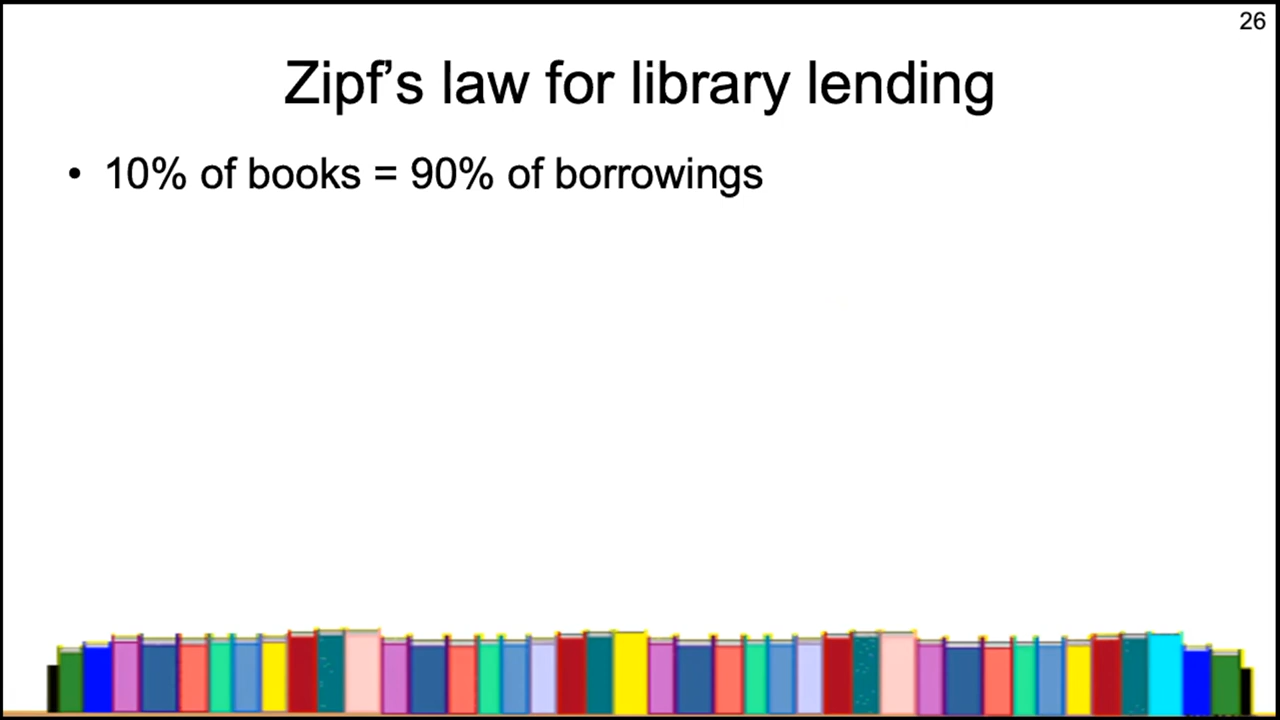 26
Zipf’s law for library lending
• 10% of books = 90% of borrowings